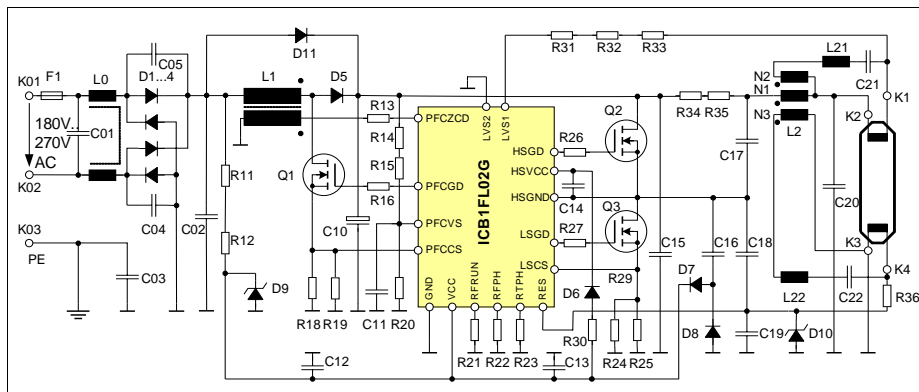 D11
R31 R32 R33
C05
F1 L0 D1...4 L1 D5
L21
C21
K01
K1
R13
R34 R35
N2
N1
N3
L2
K2
180V..
270V
AC
C01
PFCZCD
LVS2
LVS1
R14
Q2
R26
HSGD
R15
HSVCC
C17
K02
R11
Q1
PFCGD
R16
C14
HSGND
C20
ICB1FL02G
Q3
C04
C02
C10
PFCVS
R27
LSGD
K03
PE
R12
PFCCS
C15
C16
C18
K3
K4
C03
D9
LSCS
R29
D7
L22
C22
R36
GND
VCC
RFRUN
RFPH
RTPH
RES
D6
R18 R19 C11 R20
R21 R22 R23
R30
R24 R25
D8
C19
D10
C12
C13